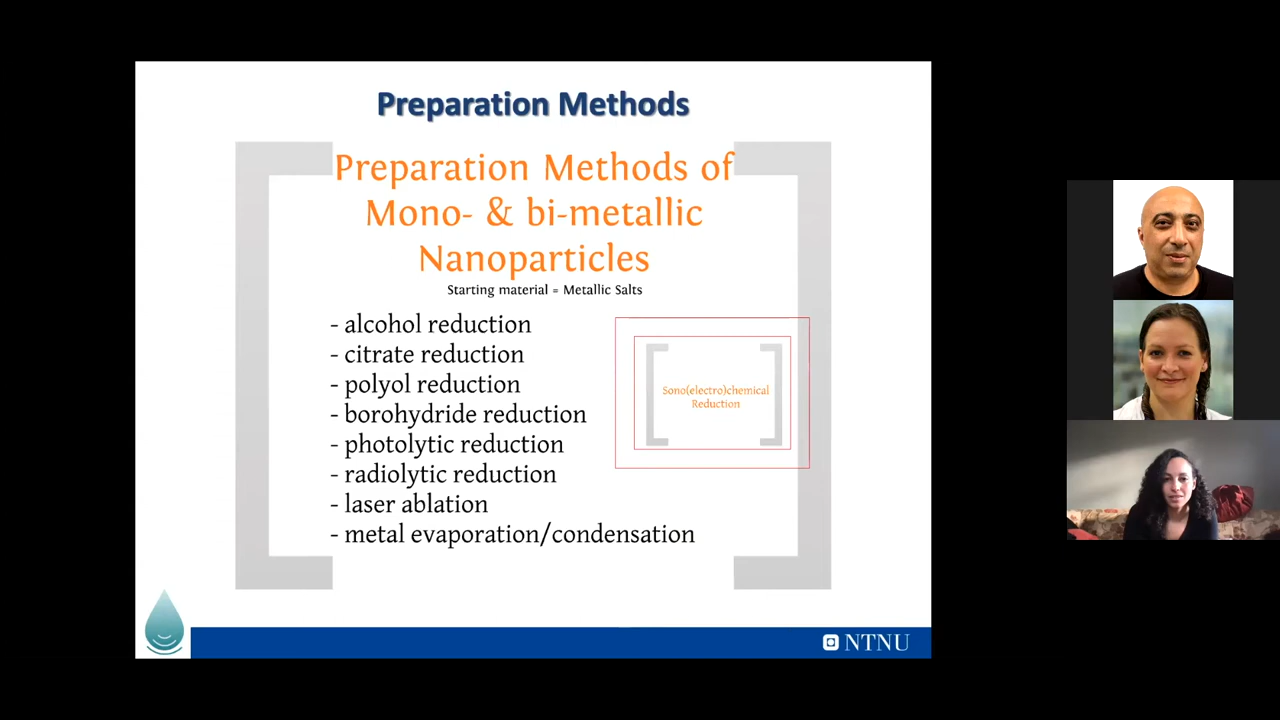 Preparation Methods
Preparation Methods of
Mono- & bi-metallic
Nanoparticles
Starting material = Metallic Salts
- alcohol reduction
- citrate reduction
- polyol reduction
- borohydride reduction
- photolytic reduction
- radiolytic reduction
- laser ablation
- metal evaporation/condensation
Sono(electro)chemical
Reduction
NTNU